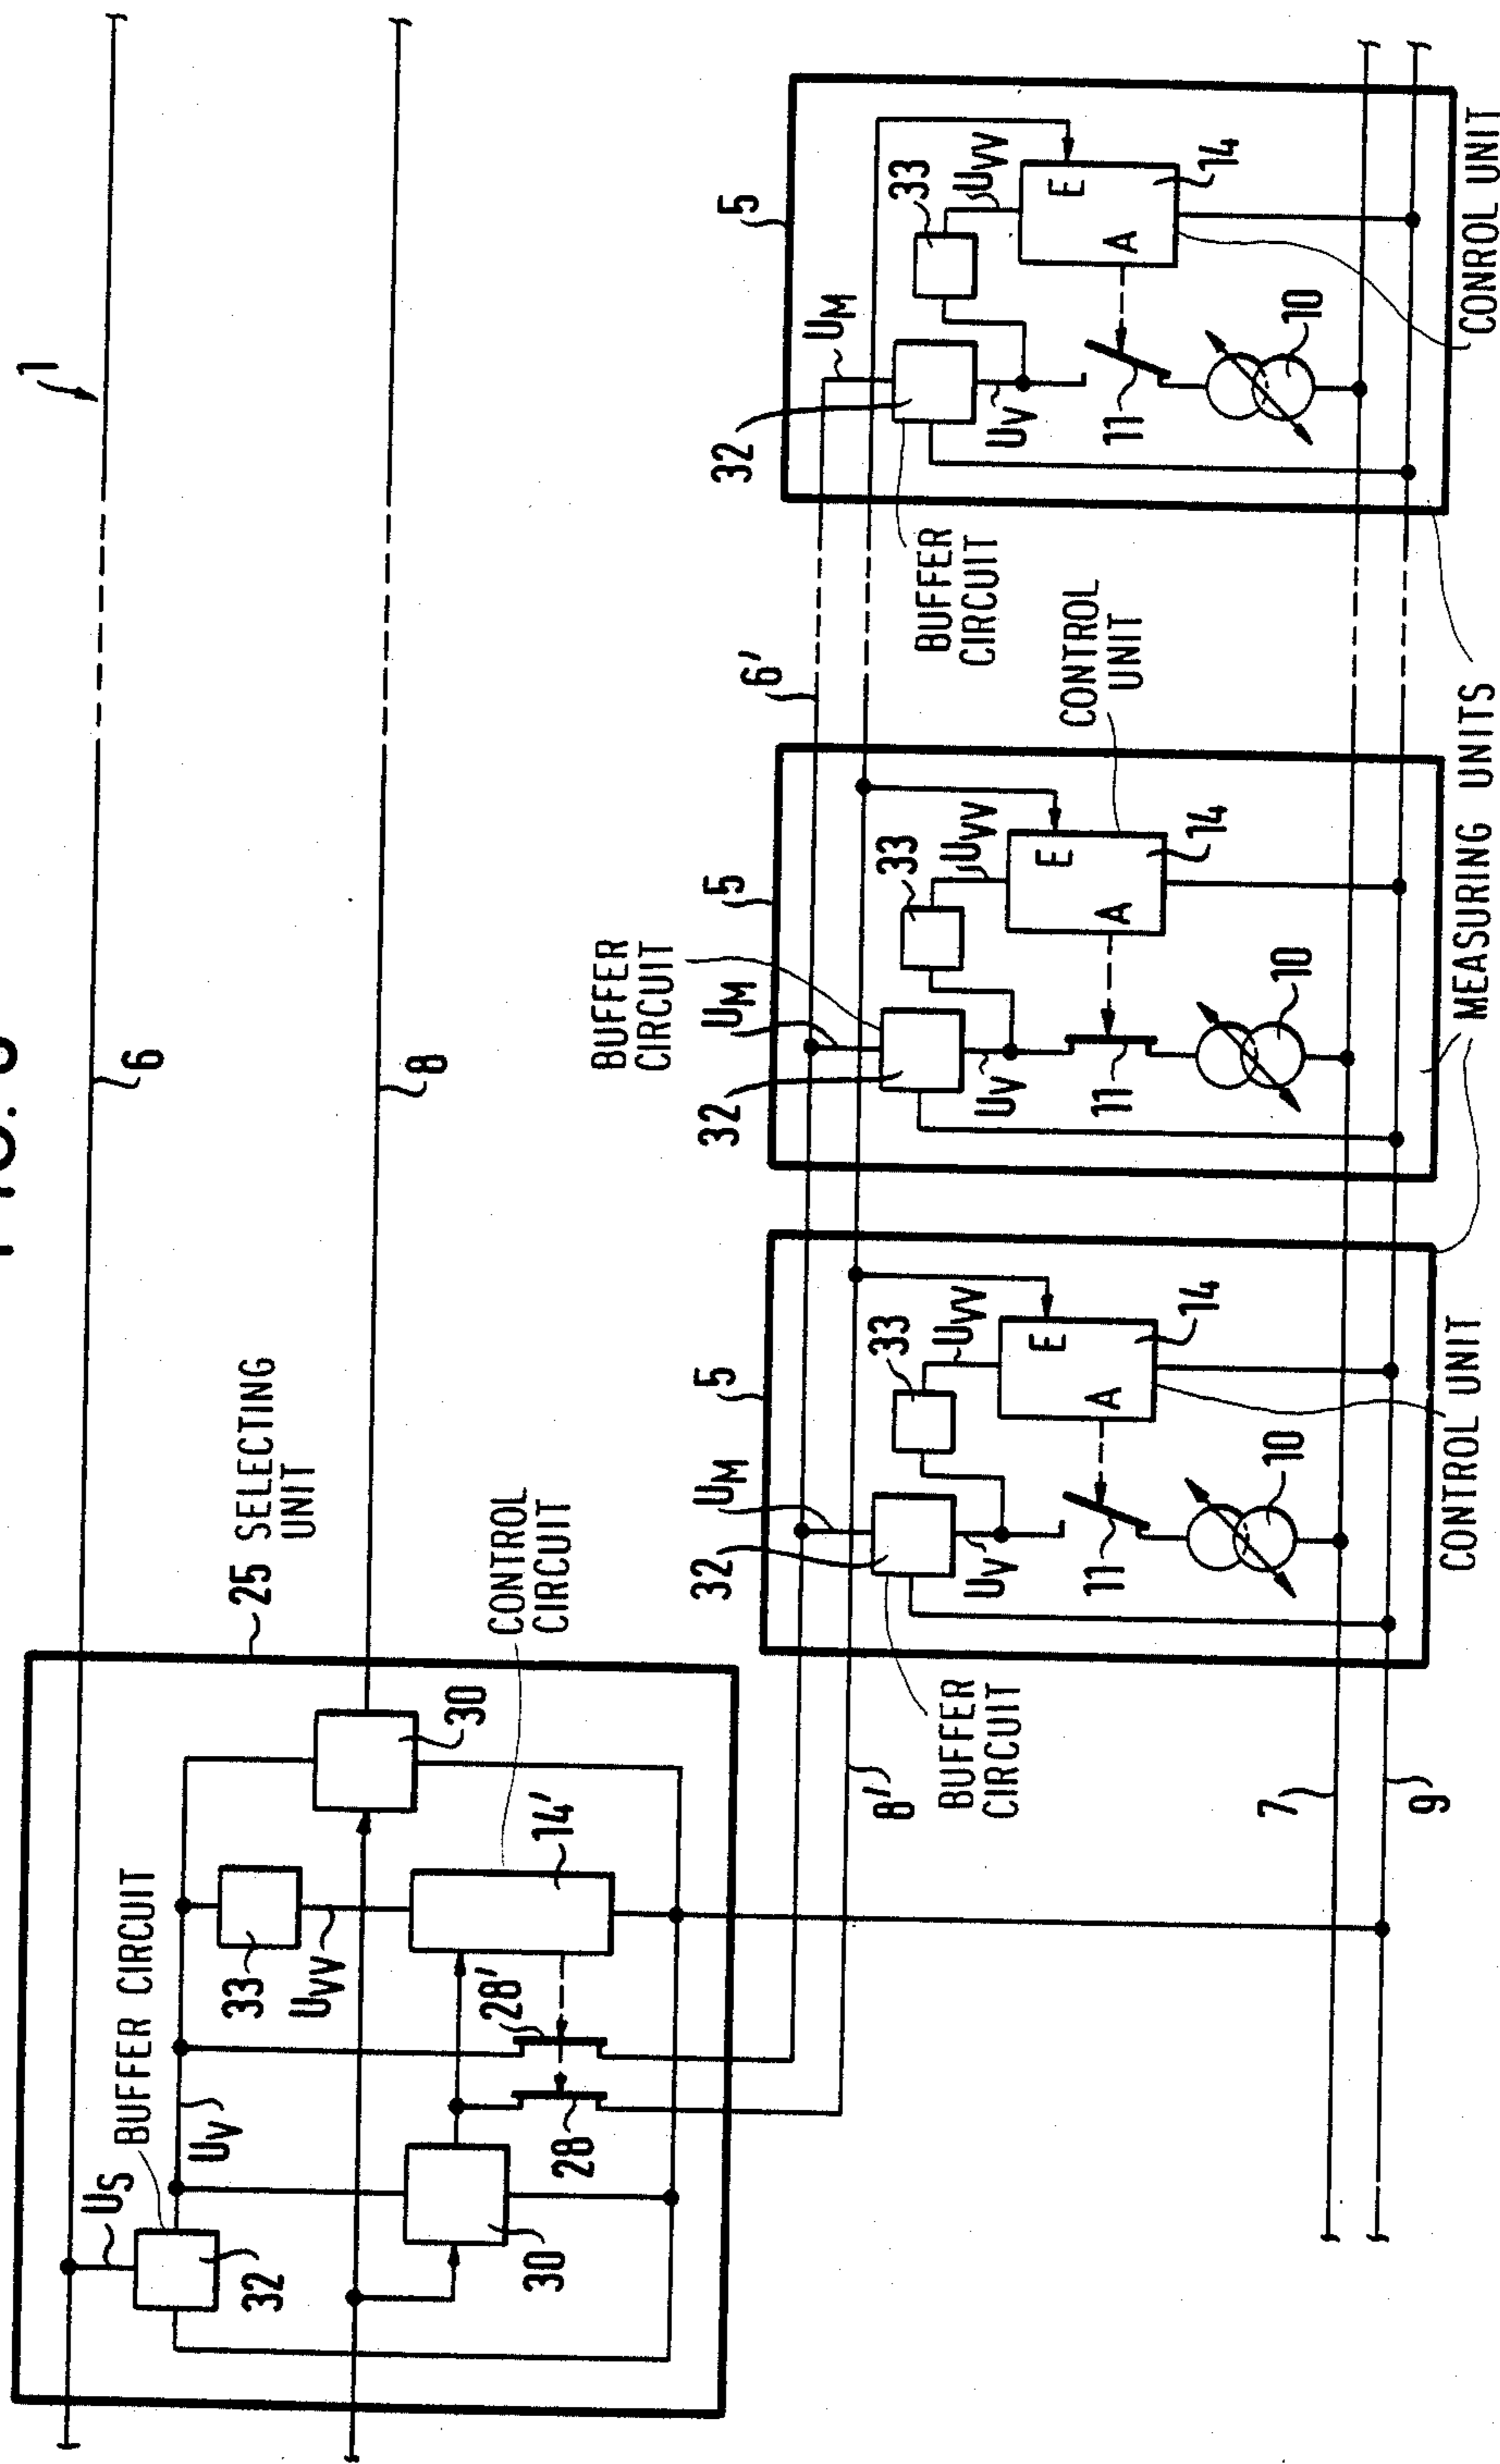 FIG.
1
6
8
25 SELECTING
UNIT
US
BUFFER CIRCUIT
32
UV
33
UVV
30
30
28
28'
14'
CONTROL
CIRCUIT
6'
8'
7
9
5
UM
32
BUFFER
CIRCUIT
UV
33
UVV
E
A
14
11
10
CONTROL UNIT
5
BUFFER
CIRCUIT
UM
32
UV
33
UVV
E
A
14
11
10
CONTROL
UNIT
5
UM
32
BUFFER
CIRCUIT
UV
33
UVV
E
A
14
11
10
CONROL UNIT
MEASURING UNITS